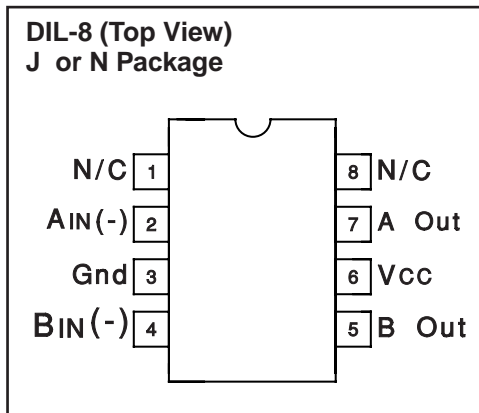 DIL-8 (Top View)
J or N Package
N/C 1 8 N/C
AIN(-) 2 7 A Out
Gnd 3 6 VCC
BIN(-) 4 5 B Out